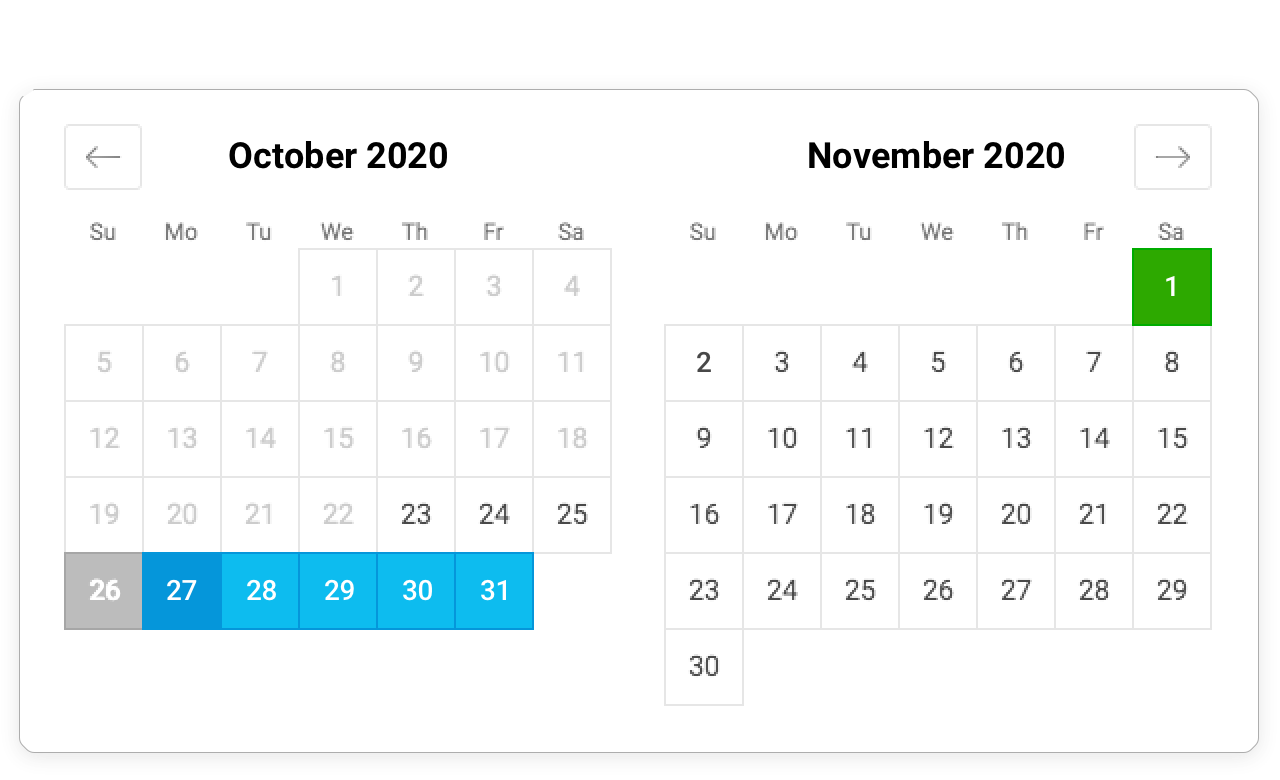 October 2020
Su Mo Tu We Th Fr Sa
1 2 3 4
5 6 7 8 9 10 11
12 13 14 15 16 17 18
19 20 21 22 23 24 25
26 27 28 29 30 31
November 2020
Su Mo Tu We Th Fr Sa
1
2 3 4 5 6 7 8
9 10 11 12 13 14 15
16 17 18 19 20 21 22
23 24 25 26 27 28 29
30